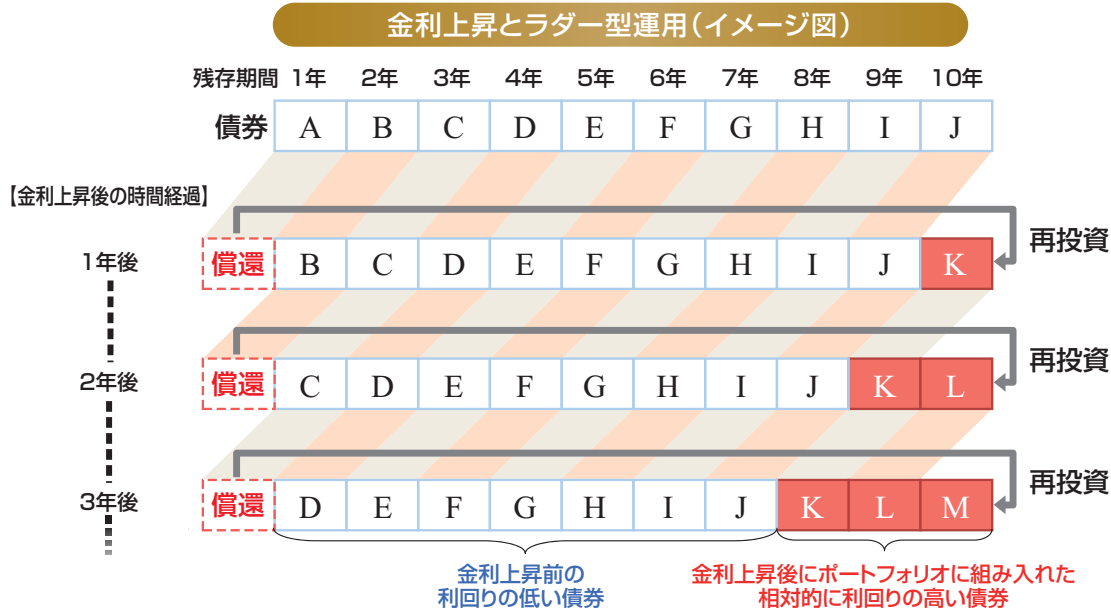 金利上昇とラダー型運用（イメージ図）
残存期間 1年 2年 3年 4年 5年 6年 7年 8年 9年 10年
債券 A B C D E F G H I J
【金利上昇後の時間経過】
1年後 償還 B C D E F G H I J K 再投資
2年後 償還 C D E F G H I J K L 再投資
3年後 償還 D E F G H I J K L M 再投資
金利上昇前の
利回りの低い債券
金利上昇後にポートフォリオに組み入れた
相対的に利回りの高い債券